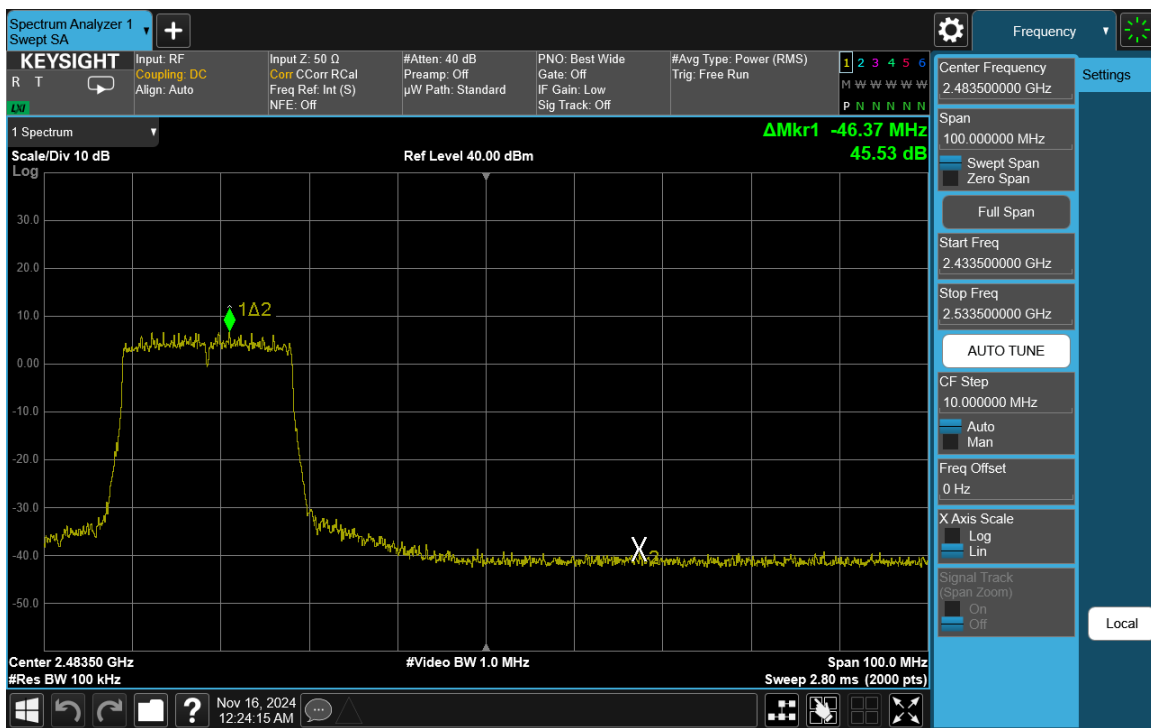 Spectrum Analyzer 1
Swept SA
+
Frequency
KEYSIGHT
R T
LXI
Input: RF
Coupling: DC
Align: Auto
Input Z: 50 Ω
Corr CCorr RCal
Freq Ref: Int (S)
NFE: Off
#Atten: 40 dB
Preamp: Off
µW Path: Standard
PNO: Best Wide
Gate: Off
IF Gain: Low
Sig Track: Off
#Avg Type: Power (RMS)
Trig: Free Run
1 2 3 4 5 6
M W W W W W
P N N N N N
1 Spectrum
Scale/Div 10 dB
Ref Level 40.00 dBm
ΔMkr1 -46.37 MHz
45.53 dB
Log
30.0
20.0
10.0
0.00
-10.0
-20.0
-30.0
-40.0
-50.0
1Δ2
X2
Center 2.48350 GHz
#Res BW 100 kHz
#Video BW 1.0 MHz
Span 100.0 MHz
Sweep 2.80 ms (2000 pts)
Center Frequency
2.483500000 GHz
Settings
Span
100.000000 MHz
Swept Span
Zero Span
Full Span
Start Freq
2.433500000 GHz
Stop Freq
2.533500000 GHz
AUTO TUNE
CF Step
10.000000 MHz
Auto
Man
Freq Offset
0 Hz
X Axis Scale
Log
Lin
Signal Track
(Span Zoom)
On
Off
Local
?
Nov 16, 2024
12:24:15 AM